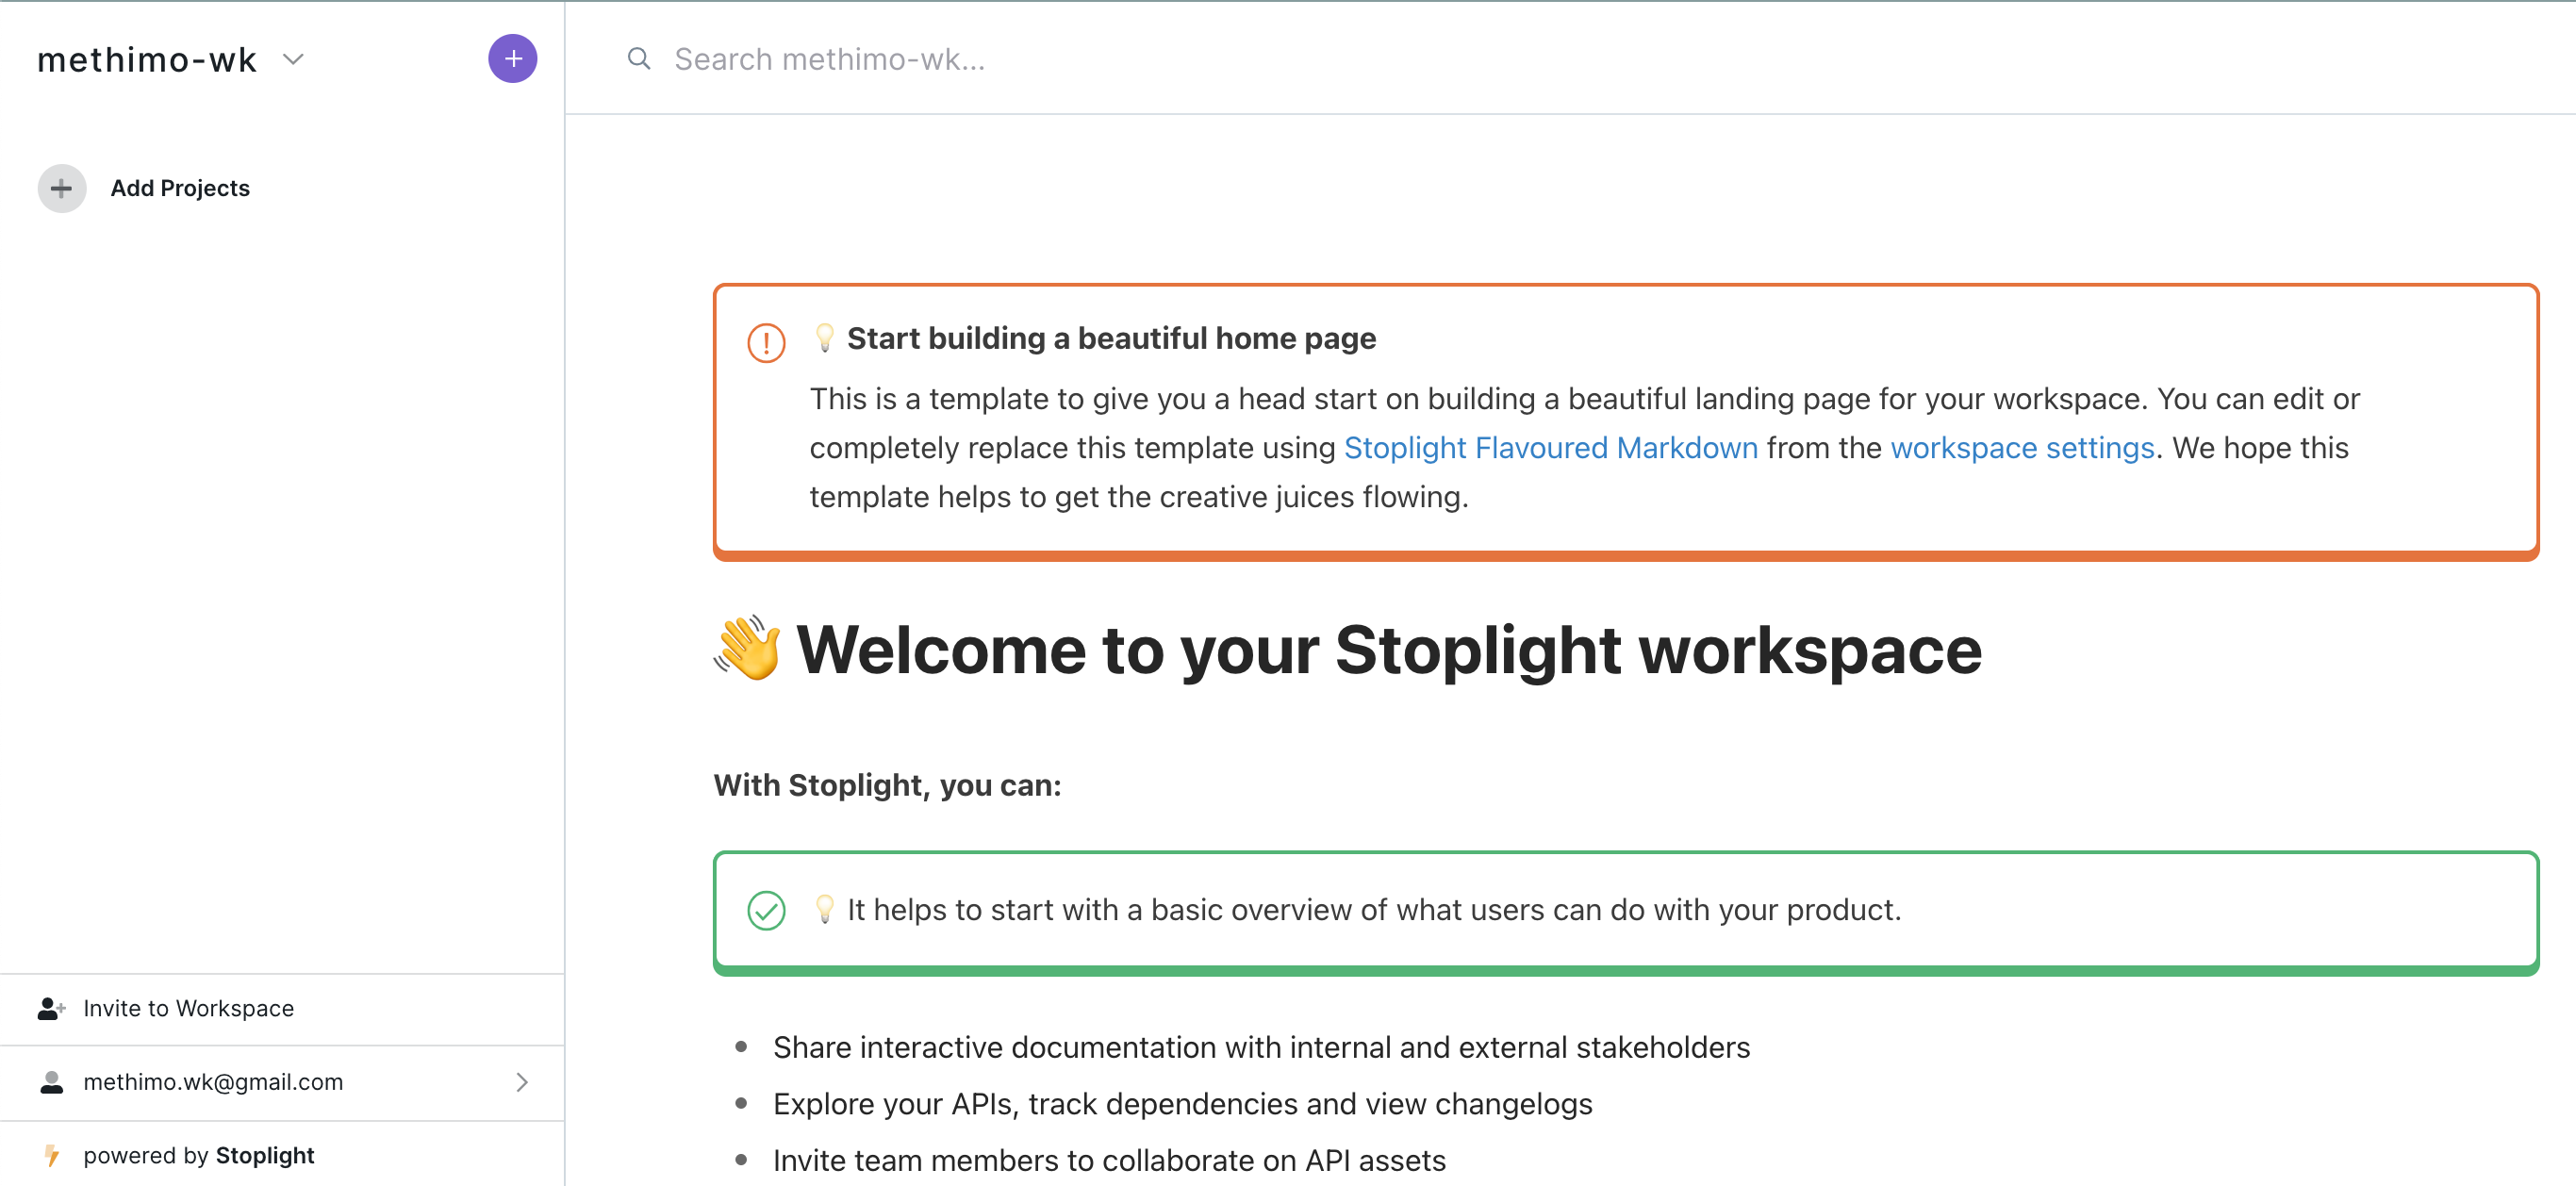 methimo-wk
Search methimo-wk...
Add Projects
Start building a beautiful home page
This is a template to give you a head start on building a beautiful landing page for your workspace. You can edit or
completely replace this template using Stoplight Flavoured Markdown from the workspace settings. We hope this
template helps to get the creative juices flowing.
👋 Welcome to your Stoplight workspace
With Stoplight, you can:
💡 It helps to start with a basic overview of what users can do with your product.
• Share interactive documentation with internal and external stakeholders
• Explore your APIs, track dependencies and view changelogs
• Invite team members to collaborate on API assets
Invite to Workspace
methimo.wk@gmail.com
powered by Stoplight